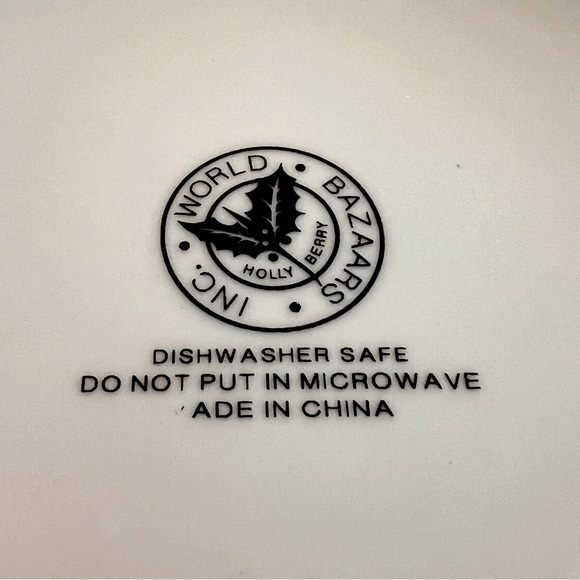 WORLD BAZAARS INC.
HOLLY BERRY
DISHWASHER SAFE
DO NOT PUT IN MICROWAVE
ADE IN CHINA